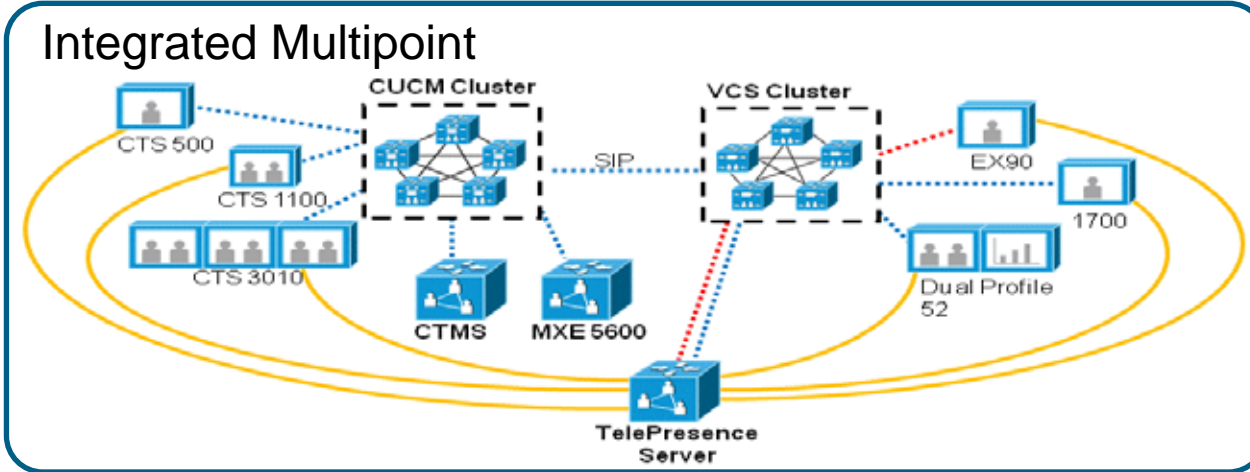 Integrated Multipoint
CUCM Cluster
VCS Cluster
CTS 500
SIP
EX90
CTS 1100
1700
CTS 3010
Dual Profile
52
CTMS
MXE 5600
TelePresence
Server